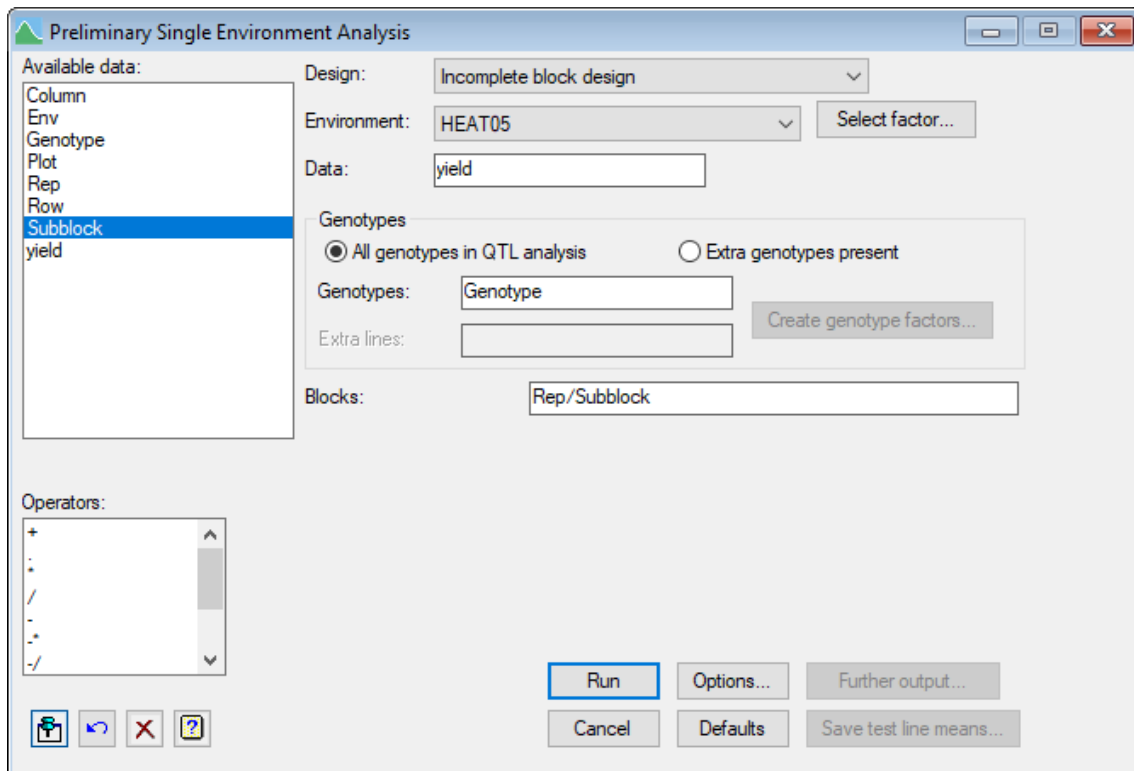 Preliminary Single Environment Analysis
Available data:
Column
Env
Genotype
Plot
Rep
Row
Subblock
yield
Design: Incomplete block design
Environment: HEAT05 Select factor...
Data: yield
Genotypes
All genotypes in QTL analysis Extra genotypes present
Genotypes: Genotype
Create genotype factors...
Extra lines:
Blocks: Rep/Subblock
Operators:
+
.
*
/
-
-*
-/
Run Options... Further output...
Cancel Defaults Save test line means...
?